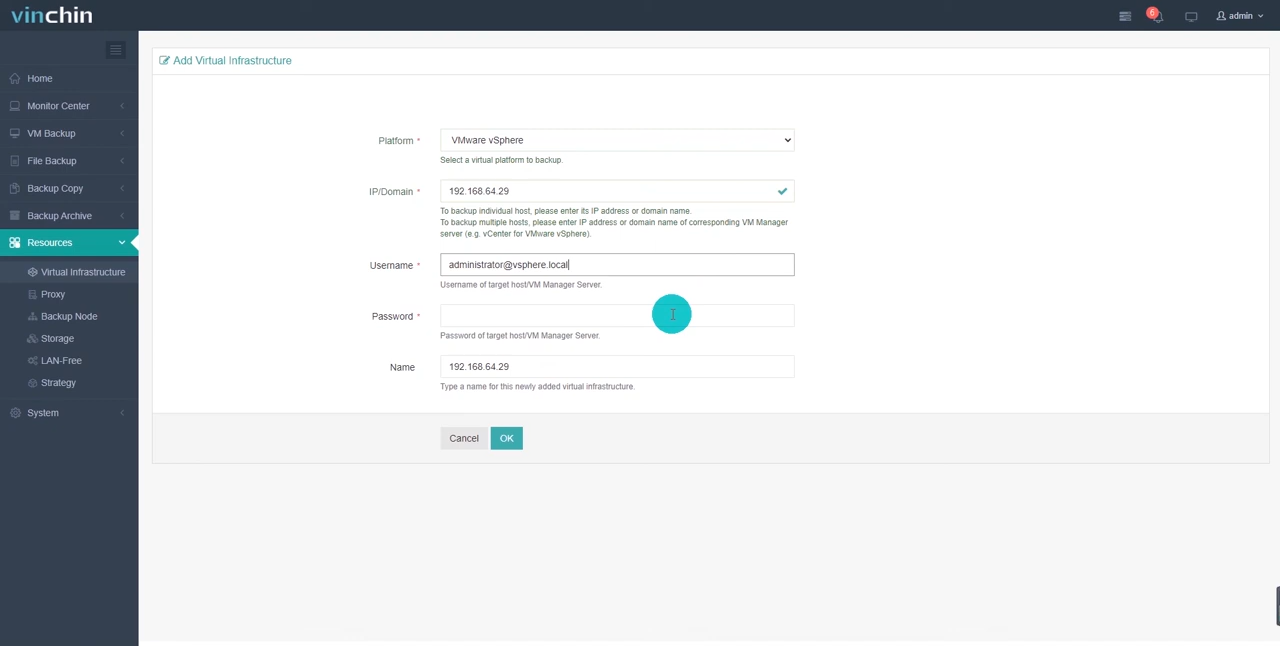 vinchin
6
admin
Home
Monitor Center
VM Backup
File Backup
Backup Copy
Backup Archive
Resources
Virtual Infrastructure
Proxy
Backup Node
Storage
LAN-Free
Strategy
System
Add Virtual Infrastructure
Platform *
VMware vSphere
Select a virtual platform to backup.
IP/Domain *
192.168.64.29
To backup individual host, please enter its IP address or domain name.
To backup multiple hosts, please enter IP address or domain name of corresponding VM Manager
server (e.g. vCenter for VMware vSphere).
Username *
administrator@vsphere.local
Username of target host/VM Manager Server.
Password *
Password of target host/VM Manager Server.
Name
192.168.64.29
Type a name for this newly added virtual infrastructure.
Cancel
OK